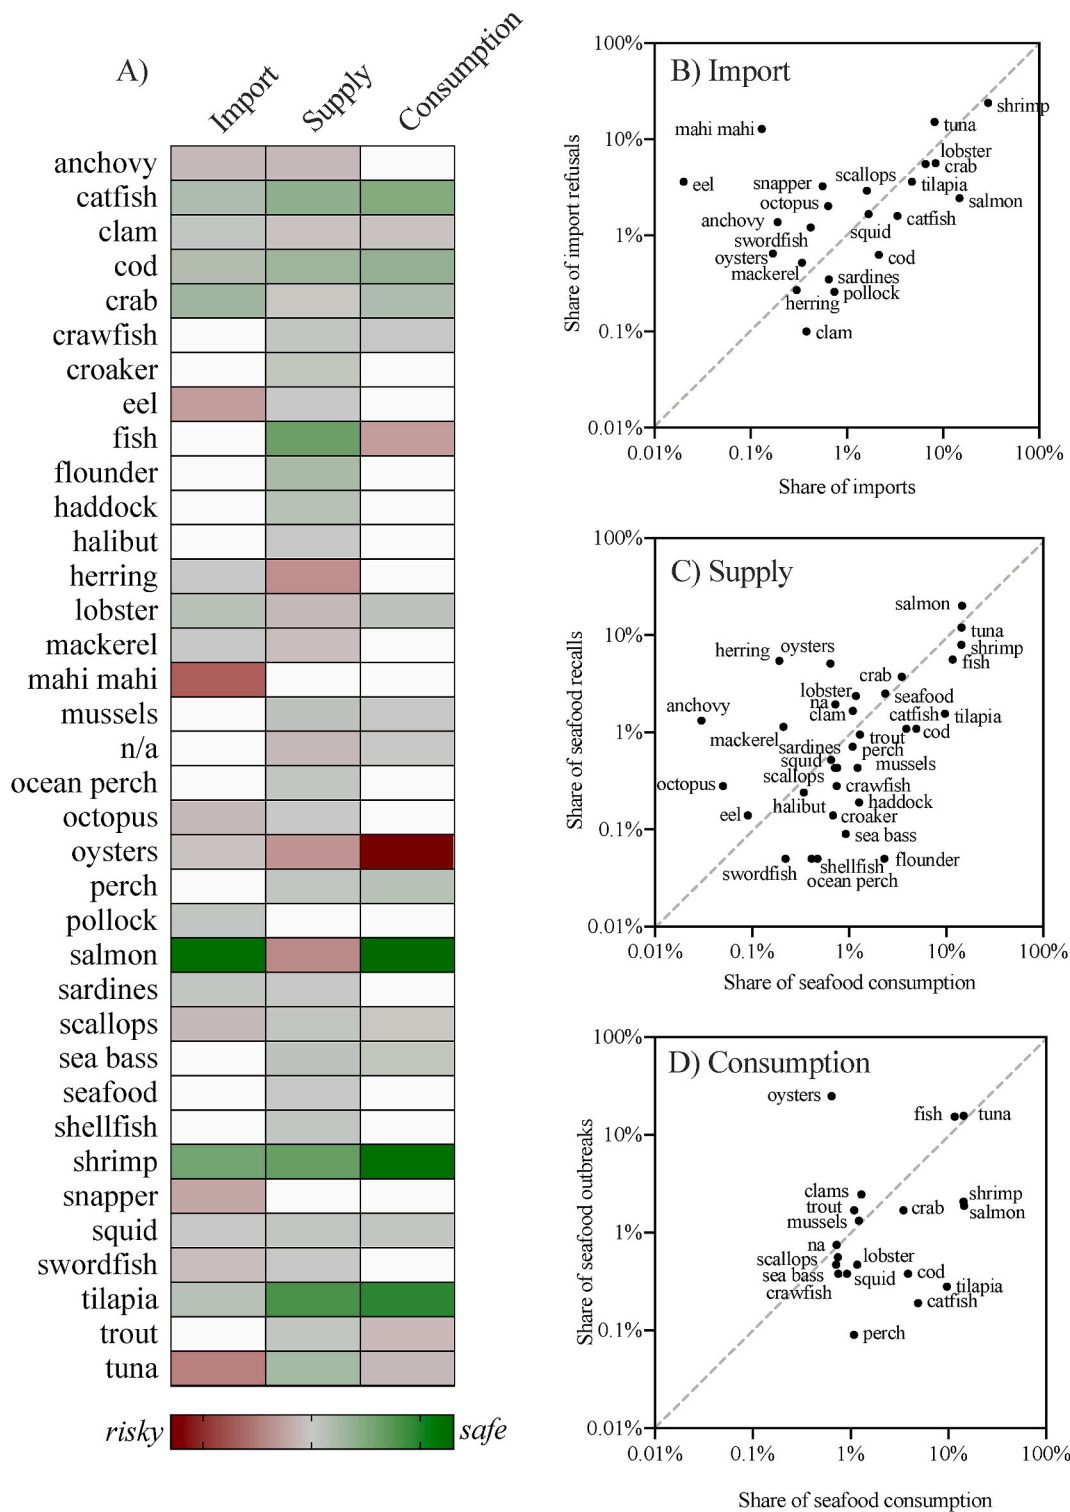 A)
Import
Supply
Consumption
anchovy
catfish
clam
cod
crab
crawfish
croaker
eel
fish
flounder
haddock
halibut
herring
lobster
mackerel
mahi mahi
mussels
n/a
ocean perch
octopus
oysters
perch
pollock
salmon
sardines
scallops
sea bass
seafood
shellfish
shrimp
snapper
squid
swordfish
tilapia
trout
tuna
risky
safe
B) Import
Share of import refusals
100%
10%
1%
0.1%
0.01%
shrimp
mahi mahi
tuna
lobster
crab
scallops
eel
snapper
tilapia
octopus
salmon
anchovy
catfish
squid
swordfish
oysters
cod
mackerel
sardines
pollock
herring
clam
0.01%
0.1%
1%
10%
100%
Share of imports
C) Supply
Share of seafood recalls
100%
10%
1%
0.1%
0.01%
salmon
tuna
shrimp
herring
oysters
fish
crab
lobster
seafood
na
anchovy
clam
catfish
tilapia
mackerel
trout
cod
sardines
perch
squid
mussels
scallops
octopus
crawfish
halibut
haddock
eel
croaker
sea bass
swordfish
shellfish
flounder
ocean perch
0.01%
0.1%
1%
10%
100%
Share of seafood consumption
D) Consumption
Share of seafood outbreaks
100%
10%
1%
0.1%
0.01%
oysters
fish
tuna
clams
shrimp
trout
crab
salmon
mussels
na
scallops
lobster
sea bass
squid
cod
crawfish
tilapia
catfish
perch
0.01%
0.1%
1%
10%
100%
Share of seafood consumption